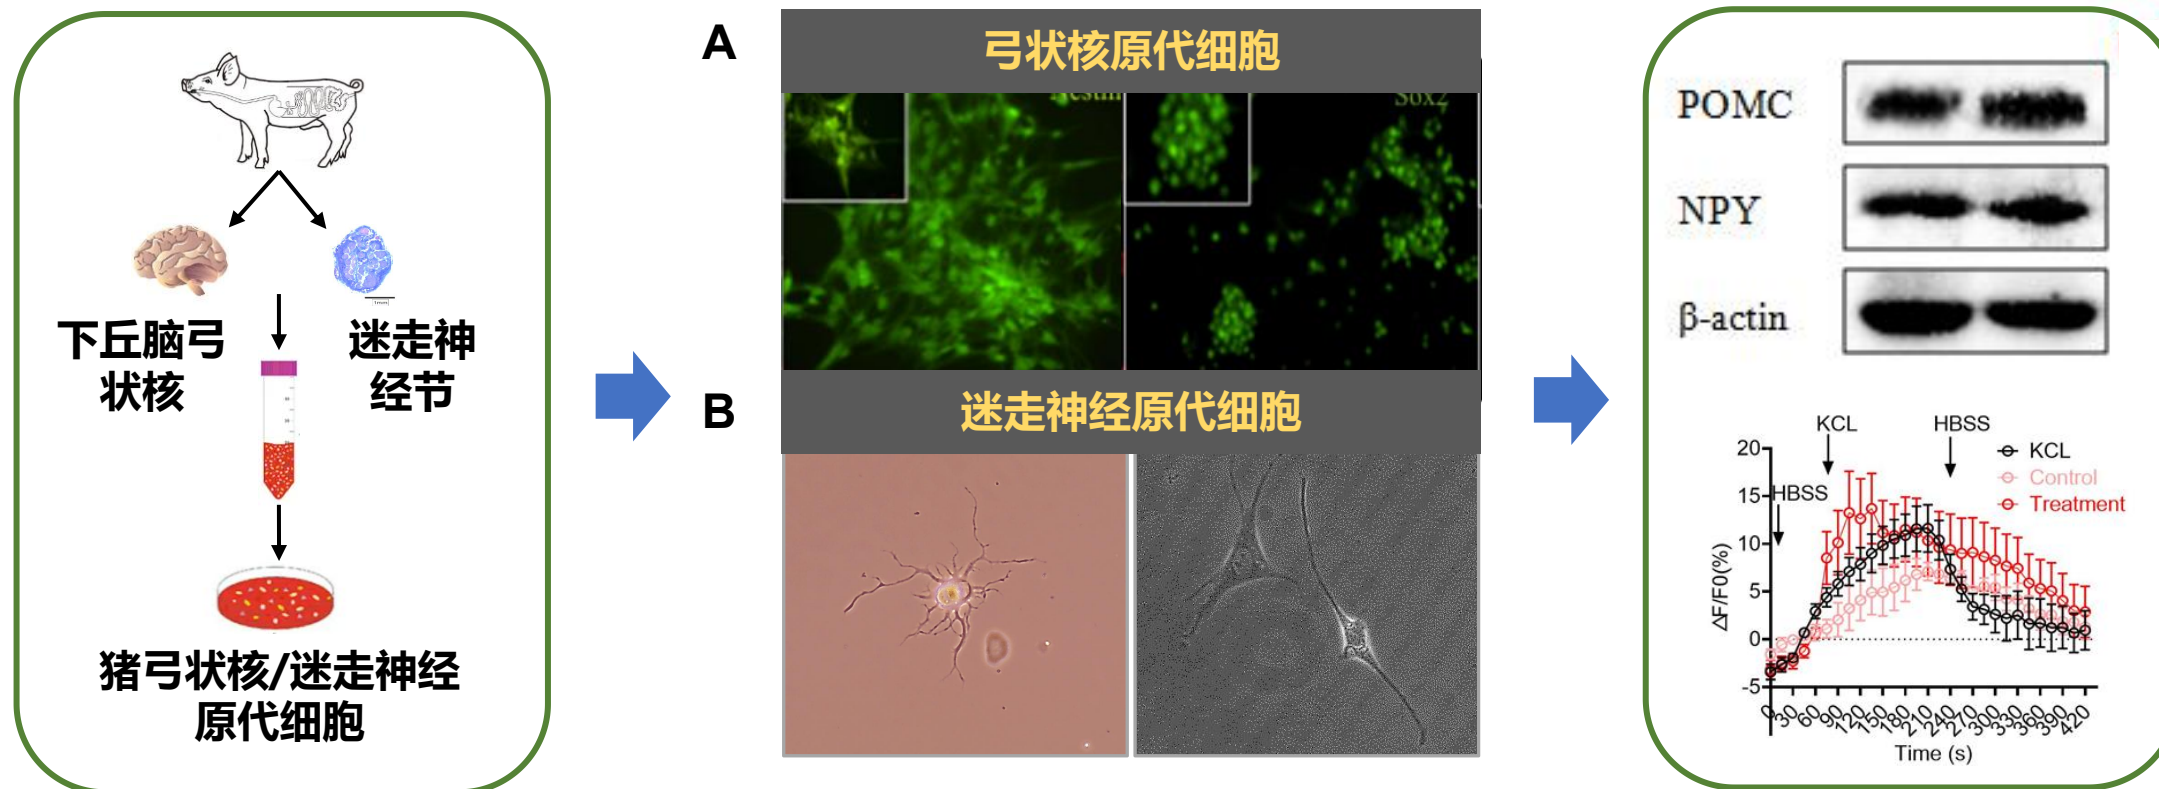 下丘脑弓
状核
迷走神
经节
1mm
猪弓状核/迷走神经
原代细胞
A
弓状核原代细胞
Nestin
Sox2
B
迷走神经原代细胞
POMC
NPY
β-actin
KCL
HBSS
HBSS
KCL
Control
Treatment
20
15
10
5
0
-5
△F/F0(%)
0 30 60 90 120 150 180 210 240 270 300 330 360 390 420
Time (s)